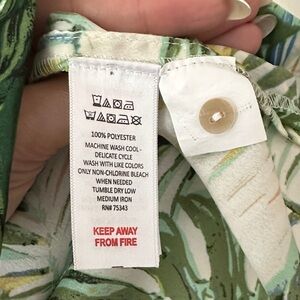 100% POLYESTER
MACHINE WASH COOL -
DELICATE CYCLE
WASH WITH LIKE COLORS
ONLY NON-CHLORINE BLEACH
WHEN NEEDED
TUMBLE DRY LOW
MEDIUM IRON
RN# 75343
KEEP AWAY
FROM FIRE